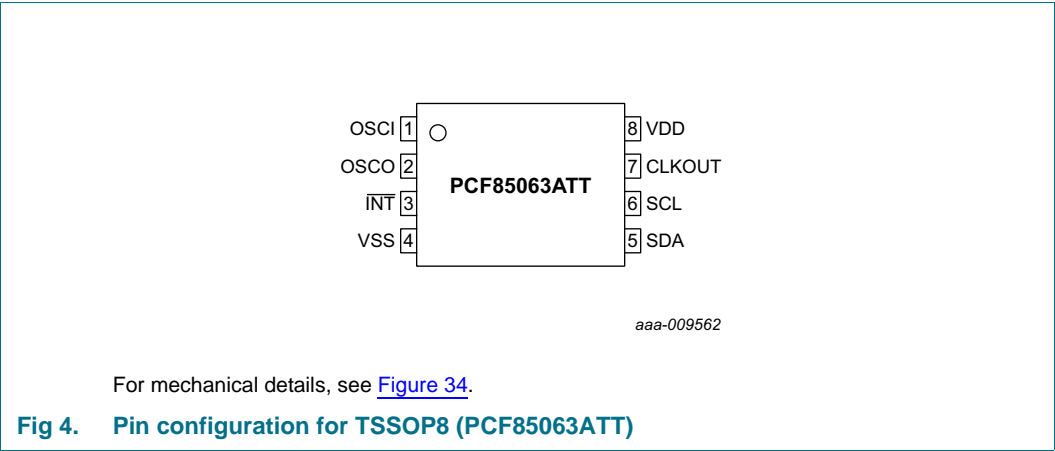 OSCI 1 8 VDD
OSCO 2 7 CLKOUT
PCF85063ATT
I̅N̅T̅ 3 6 SCL
VSS 4 5 SDA
aaa-009562
For mechanical details, see Figure 34.
Fig 4. Pin configuration for TSSOP8 (PCF85063ATT)